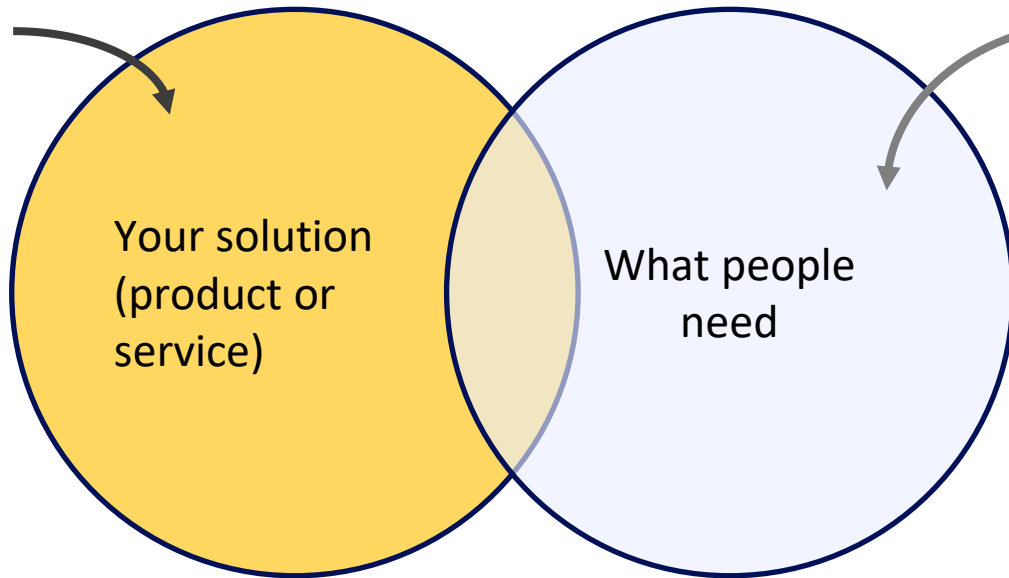 Your solution
(product or
service)
What people
need